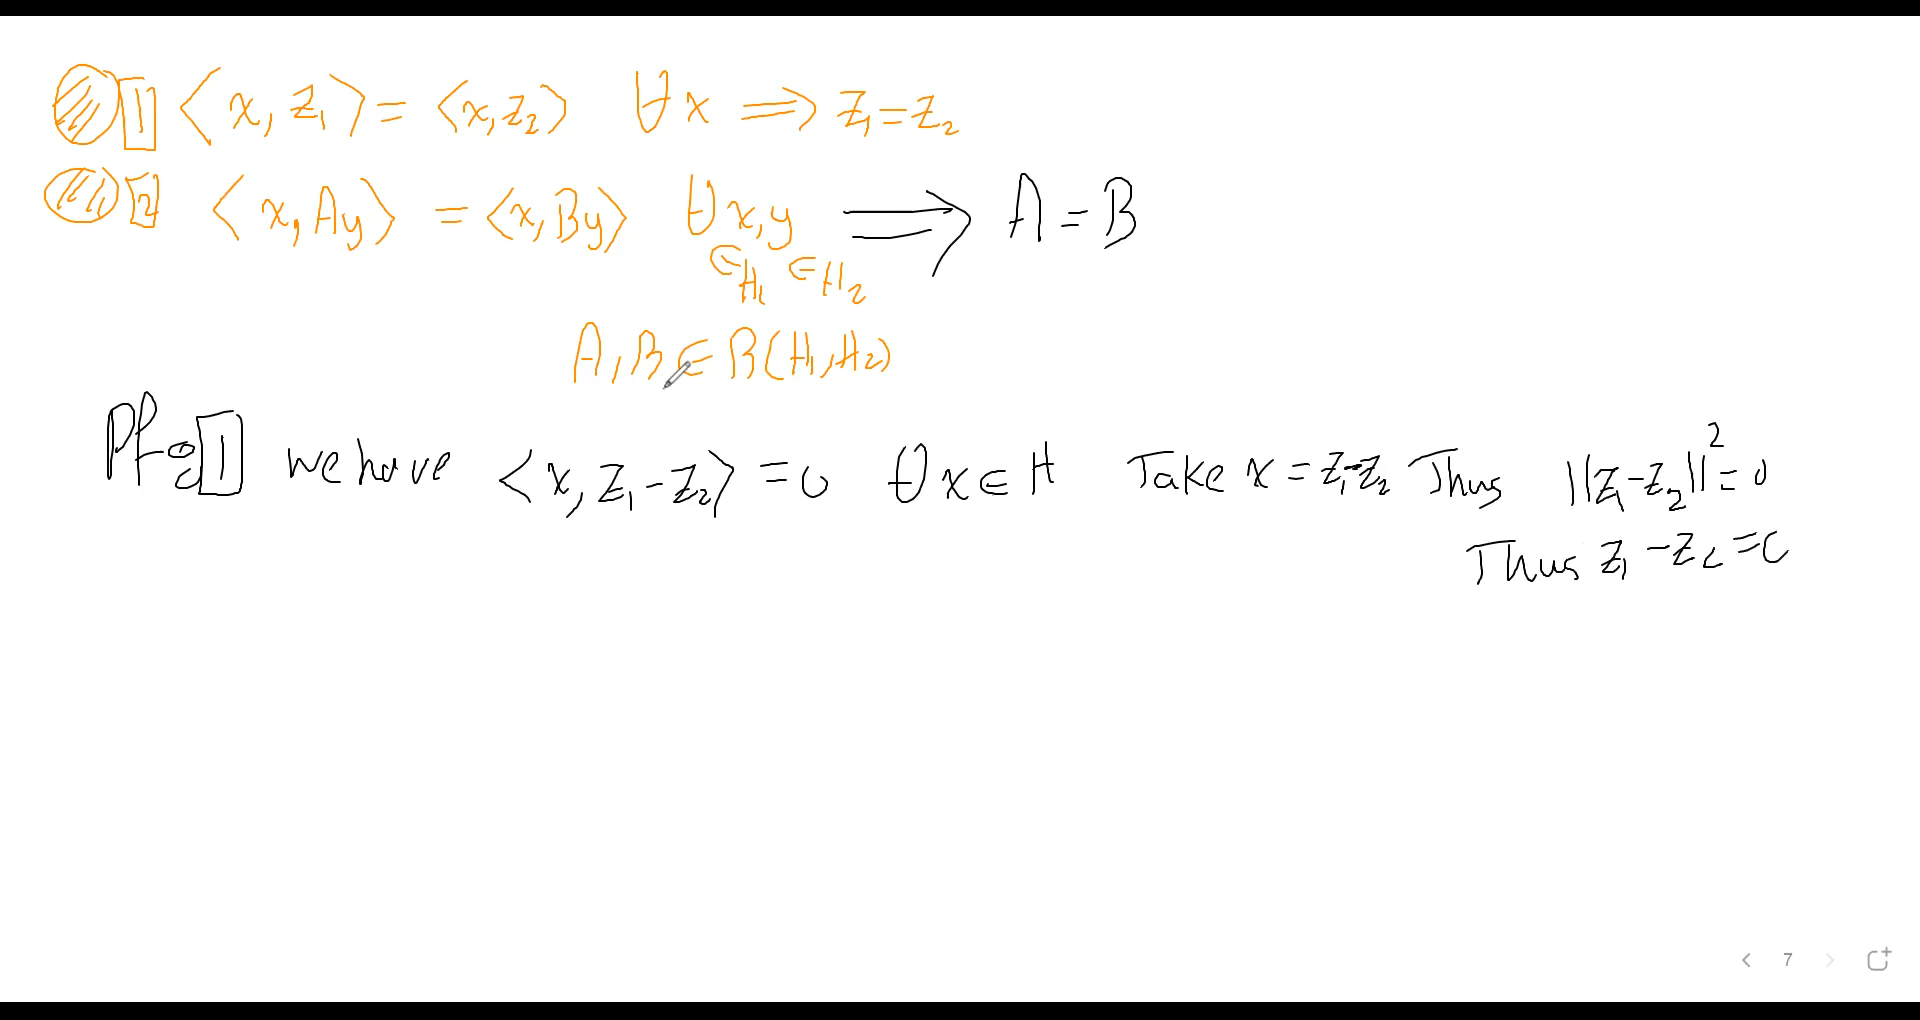 1 ⟨x, z₁⟩ = ⟨x, z₂⟩ ∀x ⟹ z₁ = z₂
2 ⟨x, Ay⟩ = ⟨x, By⟩ ∀x, y ⟹ A = B
∈H₁ ∈H₂
A, B ∈ B(H₁, H₂)
Pf of 1 we have ⟨x, z₁ - z₂⟩ = 0 ∀x ∈ H Take x = z₁-z₂ Thus ||z₁-z₂||² = 0
Thus z₁ - z₂ = 0
7